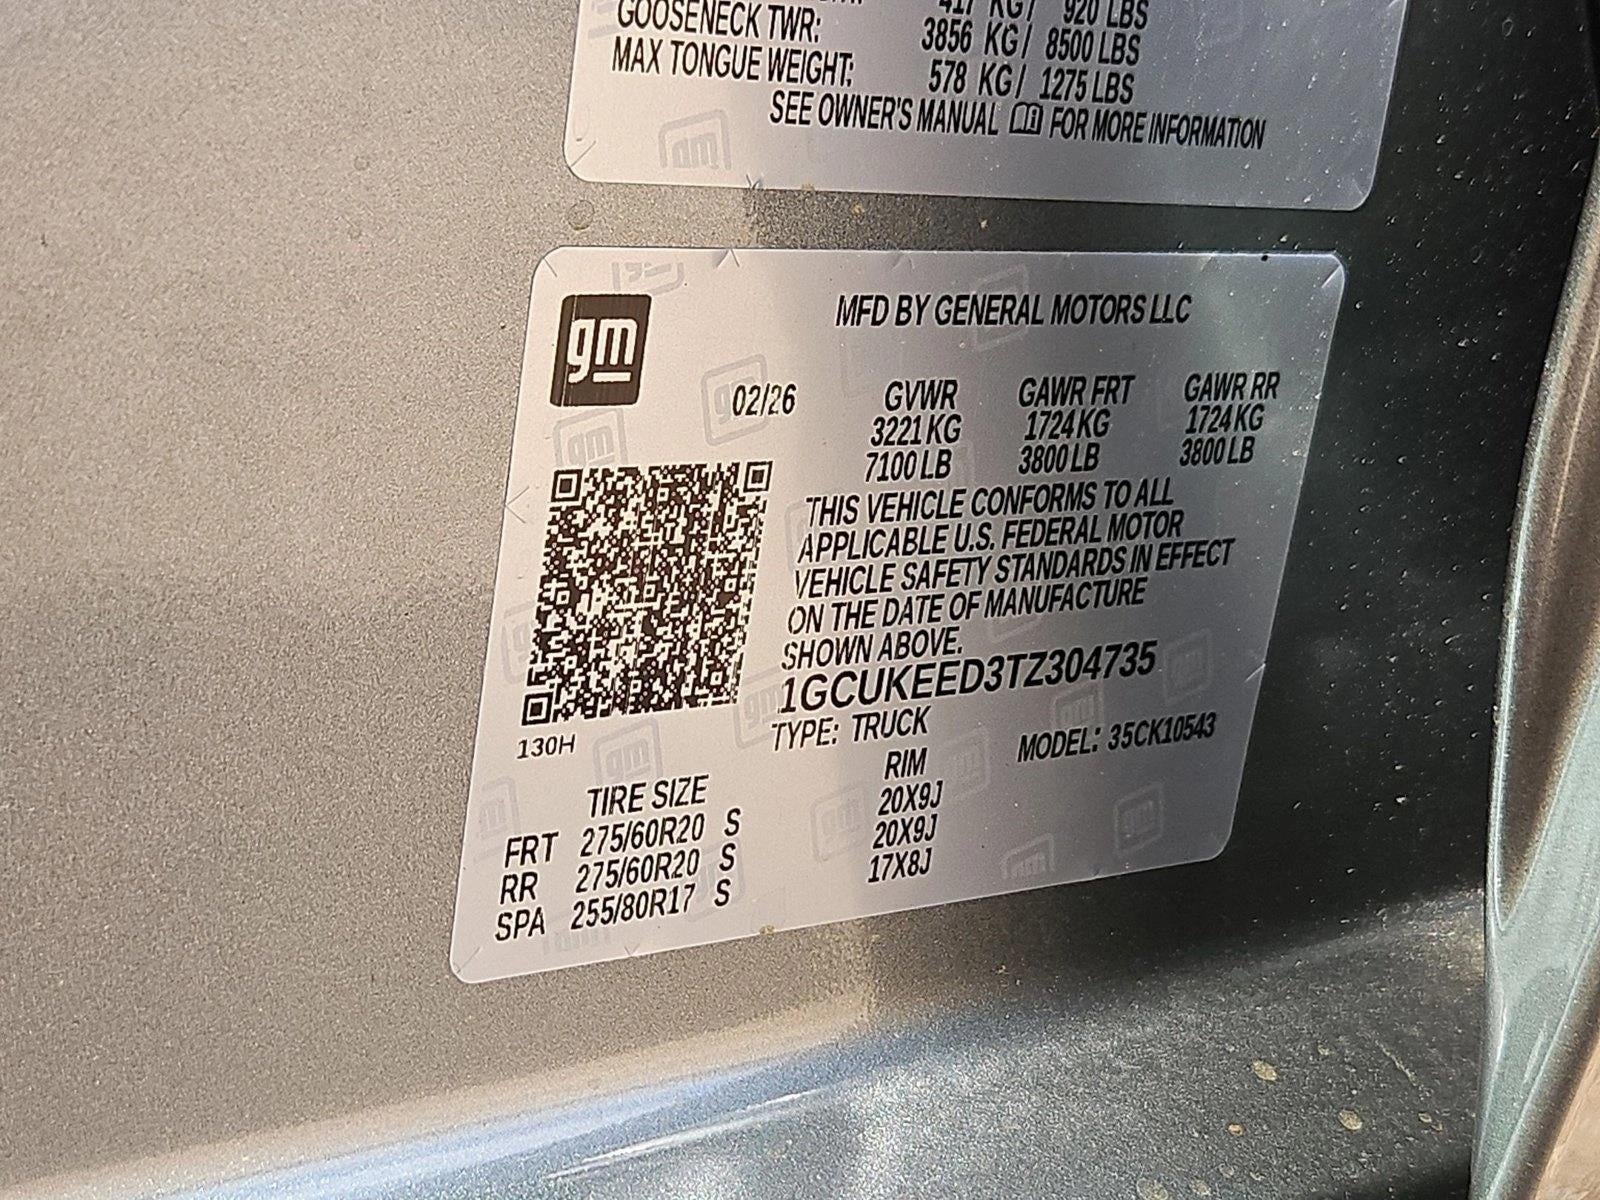 417 KG/ 920 LBS
GOOSENECK TWR: 3856 KG/ 8500 LBS
MAX TONGUE WEIGHT: 578 KG/ 1275 LBS
SEE OWNER'S MANUAL FOR MORE INFORMATION
gm
MFD BY GENERAL MOTORS LLC
02/26 GVWR GAWR FRT GAWR RR
3221 KG 1724 KG 1724 KG
7100 LB 3800 LB 3800 LB
THIS VEHICLE CONFORMS TO ALL
APPLICABLE U.S. FEDERAL MOTOR
VEHICLE SAFETY STANDARDS IN EFFECT
ON THE DATE OF MANUFACTURE
SHOWN ABOVE.
1GCUKEED3TZ304735
130H TYPE: TRUCK MODEL: 35CK10543
TIRE SIZE RIM
FRT 275/60R20 S 20X9J
RR 275/60R20 S 20X9J
SPA 255/80R17 S 17X8J